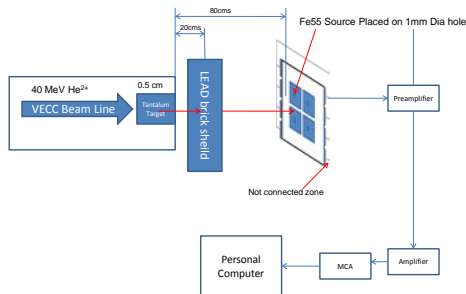 80cms
Fe55 Source Placed on 1mm Dia hole
20cms
40 MeV He2+
0.5 cm
VECC Beam Line
Tantalum
Target
LEAD brick sheild
Preamplifier
Not connected zone
Personal
Computer
MCA
Amplifier